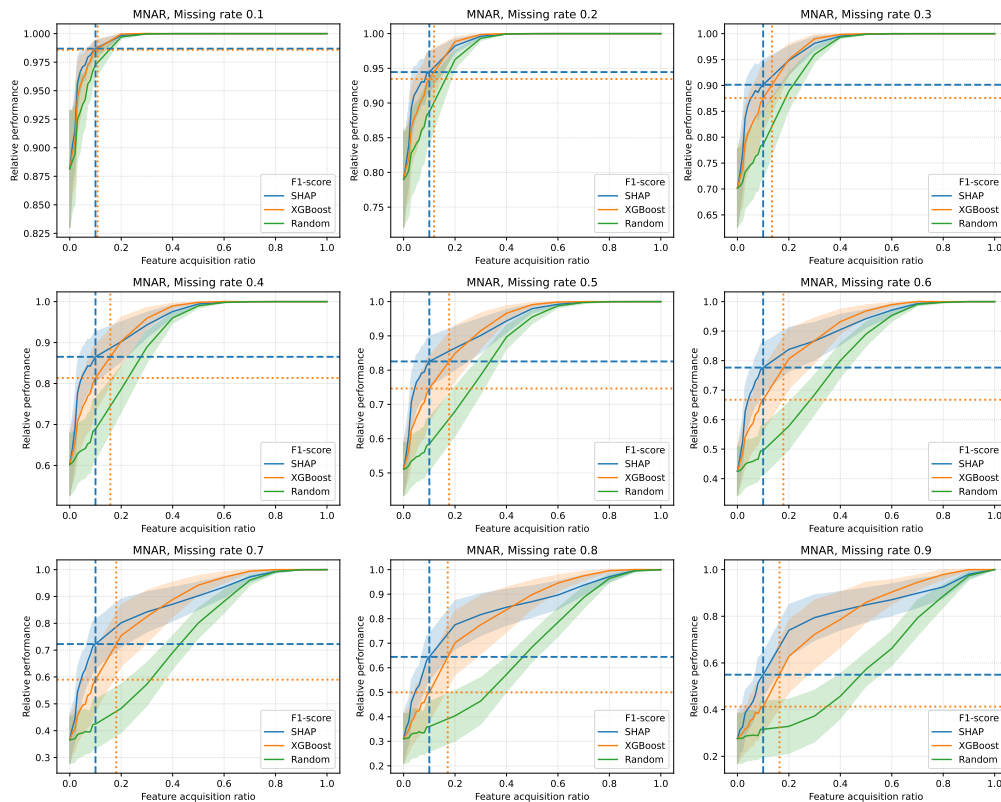 MNAR, Missing rate 0.1
1.000
0.975
0.950
0.925
0.900
0.875
0.850
0.825
Relative performance
F1-score
SHAP
XGBoost
Random
0.0 0.2 0.4 0.6 0.8 1.0
Feature acquisition ratio
MNAR, Missing rate 0.2
1.00
0.95
0.90
0.85
0.80
0.75
Relative performance
F1-score
SHAP
XGBoost
Random
0.0 0.2 0.4 0.6 0.8 1.0
Feature acquisition ratio
MNAR, Missing rate 0.3
1.00
0.95
0.90
0.85
0.80
0.75
0.70
0.65
Relative performance
F1-score
SHAP
XGBoost
Random
0.0 0.2 0.4 0.6 0.8 1.0
Feature acquisition ratio
MNAR, Missing rate 0.4
1.0
0.9
0.8
0.7
0.6
Relative performance
F1-score
SHAP
XGBoost
Random
0.0 0.2 0.4 0.6 0.8 1.0
Feature acquisition ratio
MNAR, Missing rate 0.5
1.0
0.9
0.8
0.7
0.6
0.5
Relative performance
F1-score
SHAP
XGBoost
Random
0.0 0.2 0.4 0.6 0.8 1.0
Feature acquisition ratio
MNAR, Missing rate 0.6
1.0
0.9
0.8
0.7
0.6
0.5
0.4
Relative performance
F1-score
SHAP
XGBoost
Random
0.0 0.2 0.4 0.6 0.8 1.0
Feature acquisition ratio
MNAR, Missing rate 0.7
1.0
0.9
0.8
0.7
0.6
0.5
0.4
0.3
Relative performance
F1-score
SHAP
XGBoost
Random
0.0 0.2 0.4 0.6 0.8 1.0
Feature acquisition ratio
MNAR, Missing rate 0.8
1.0
0.9
0.8
0.7
0.6
0.5
0.4
0.3
0.2
Relative performance
F1-score
SHAP
XGBoost
Random
0.0 0.2 0.4 0.6 0.8 1.0
Feature acquisition ratio
MNAR, Missing rate 0.9
1.0
0.8
0.6
0.4
0.2
Relative performance
F1-score
SHAP
XGBoost
Random
0.0 0.2 0.4 0.6 0.8 1.0
Feature acquisition ratio